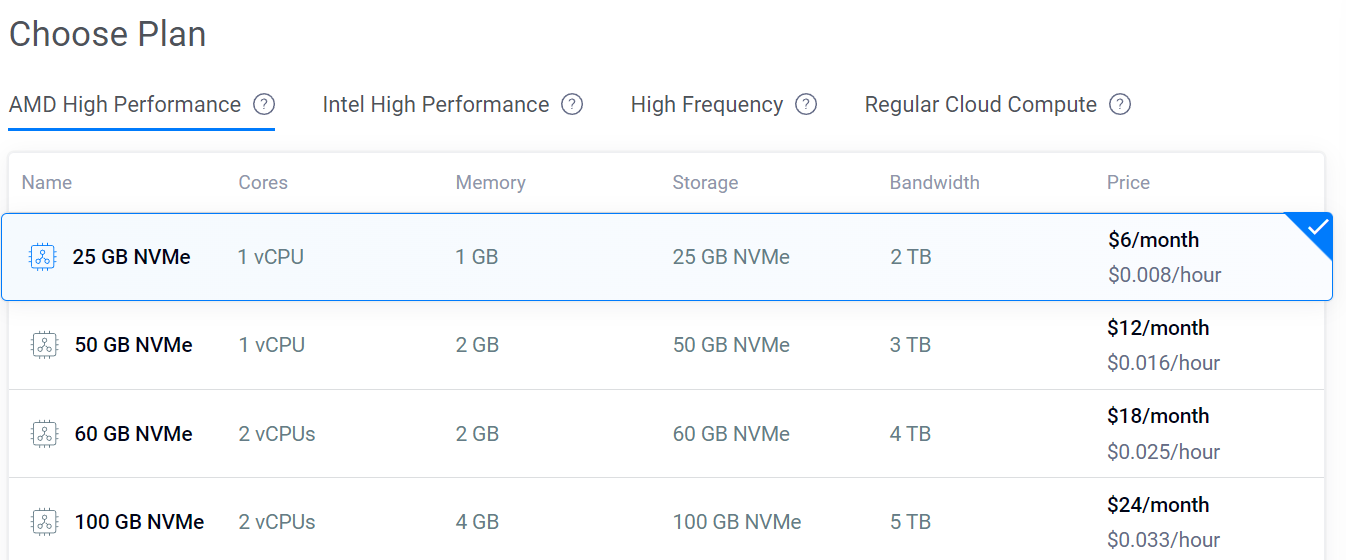 Choose Plan
AMD High Performance ? Intel High Performance ? High Frequency ? Regular Cloud Compute ?
Name Cores Memory Storage Bandwidth Price
25 GB NVMe 1 vCPU 1 GB 25 GB NVMe 2 TB $6/month
$0.008/hour
50 GB NVMe 1 vCPU 2 GB 50 GB NVMe 3 TB $12/month
$0.016/hour
60 GB NVMe 2 vCPUs 2 GB 60 GB NVMe 4 TB $18/month
$0.025/hour
100 GB NVMe 2 vCPUs 4 GB 100 GB NVMe 5 TB $24/month
$0.033/hour